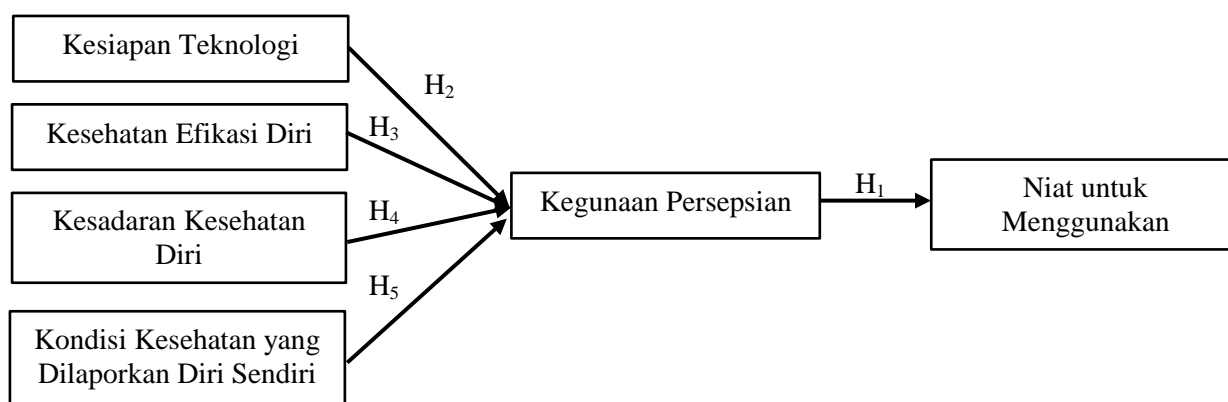 Kesiapan Teknologi
H₂
Kesehatan Efikasi Diri
H₃
Kesadaran Kesehatan
Diri
H₄
Kondisi Kesehatan yang
Dilaporkan Diri Sendiri
H₅
Kegunaan Persepsian
H₁
Niat untuk
Menggunakan